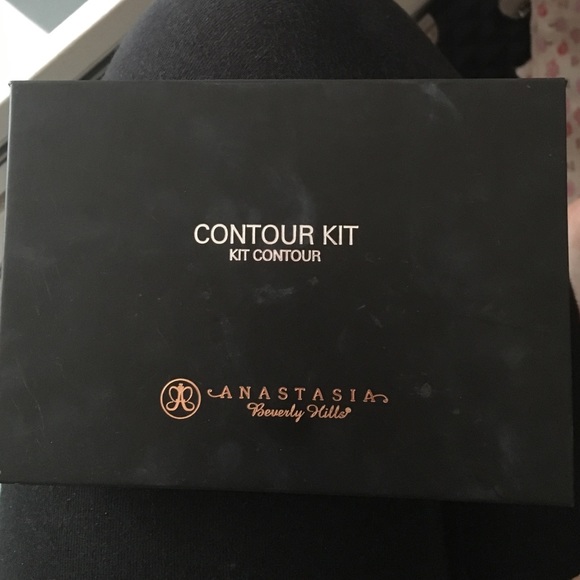 CONTOUR KIT
KIT CONTOUR
ANASTASIA
Beverly Hills